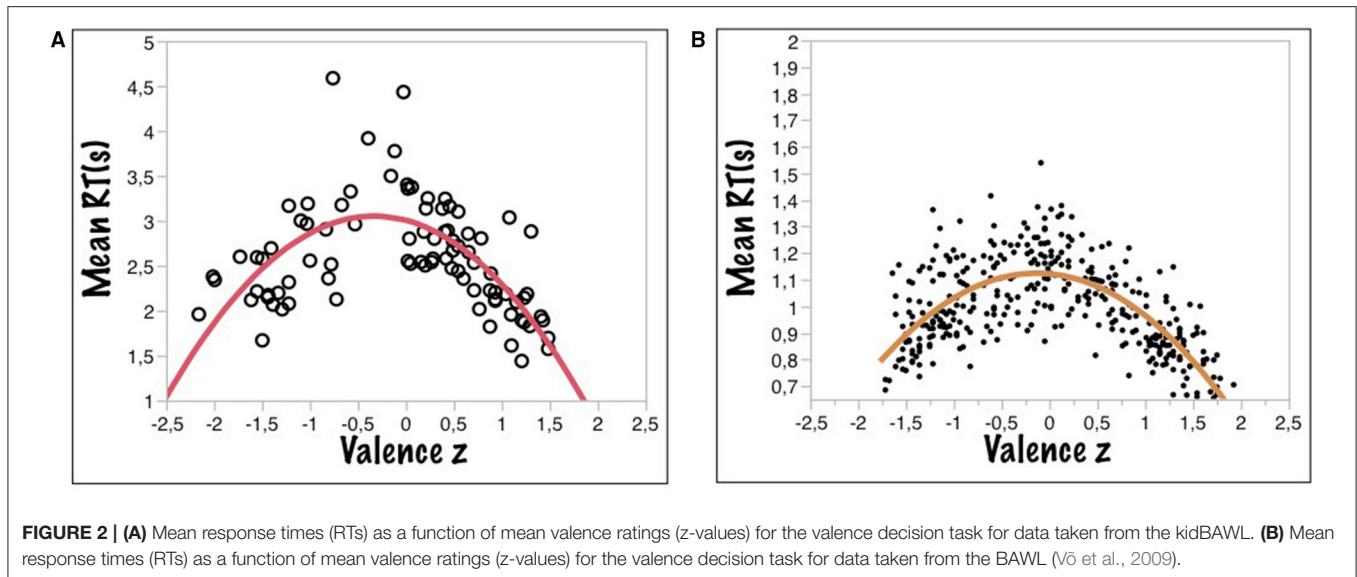 A
5
4,5
4
3,5
3
2,5
2
1,5
1
Mean RT(s)
-2,5 -2 -1,5 -1 -0,5 0 0,5 1 1,5 2 2,5
Valence z
B
2
1,9
1,8
1,7
1,6
1,5
1,4
1,3
1,2
1,1
1
0,9
0,8
0,7
Mean RT(s)
-2,5 -2 -1,5 -1 -0,5 0 0,5 1 1,5 2 2,5
Valence z
FIGURE 2 | (A) Mean response times (RTs) as a function of mean valence ratings (z-values) for the valence decision task for data taken from the kidBAWL. (B) Mean
response times (RTs) as a function of mean valence ratings (z-values) for the valence decision task for data taken from the BAWL (Võ et al., 2009).